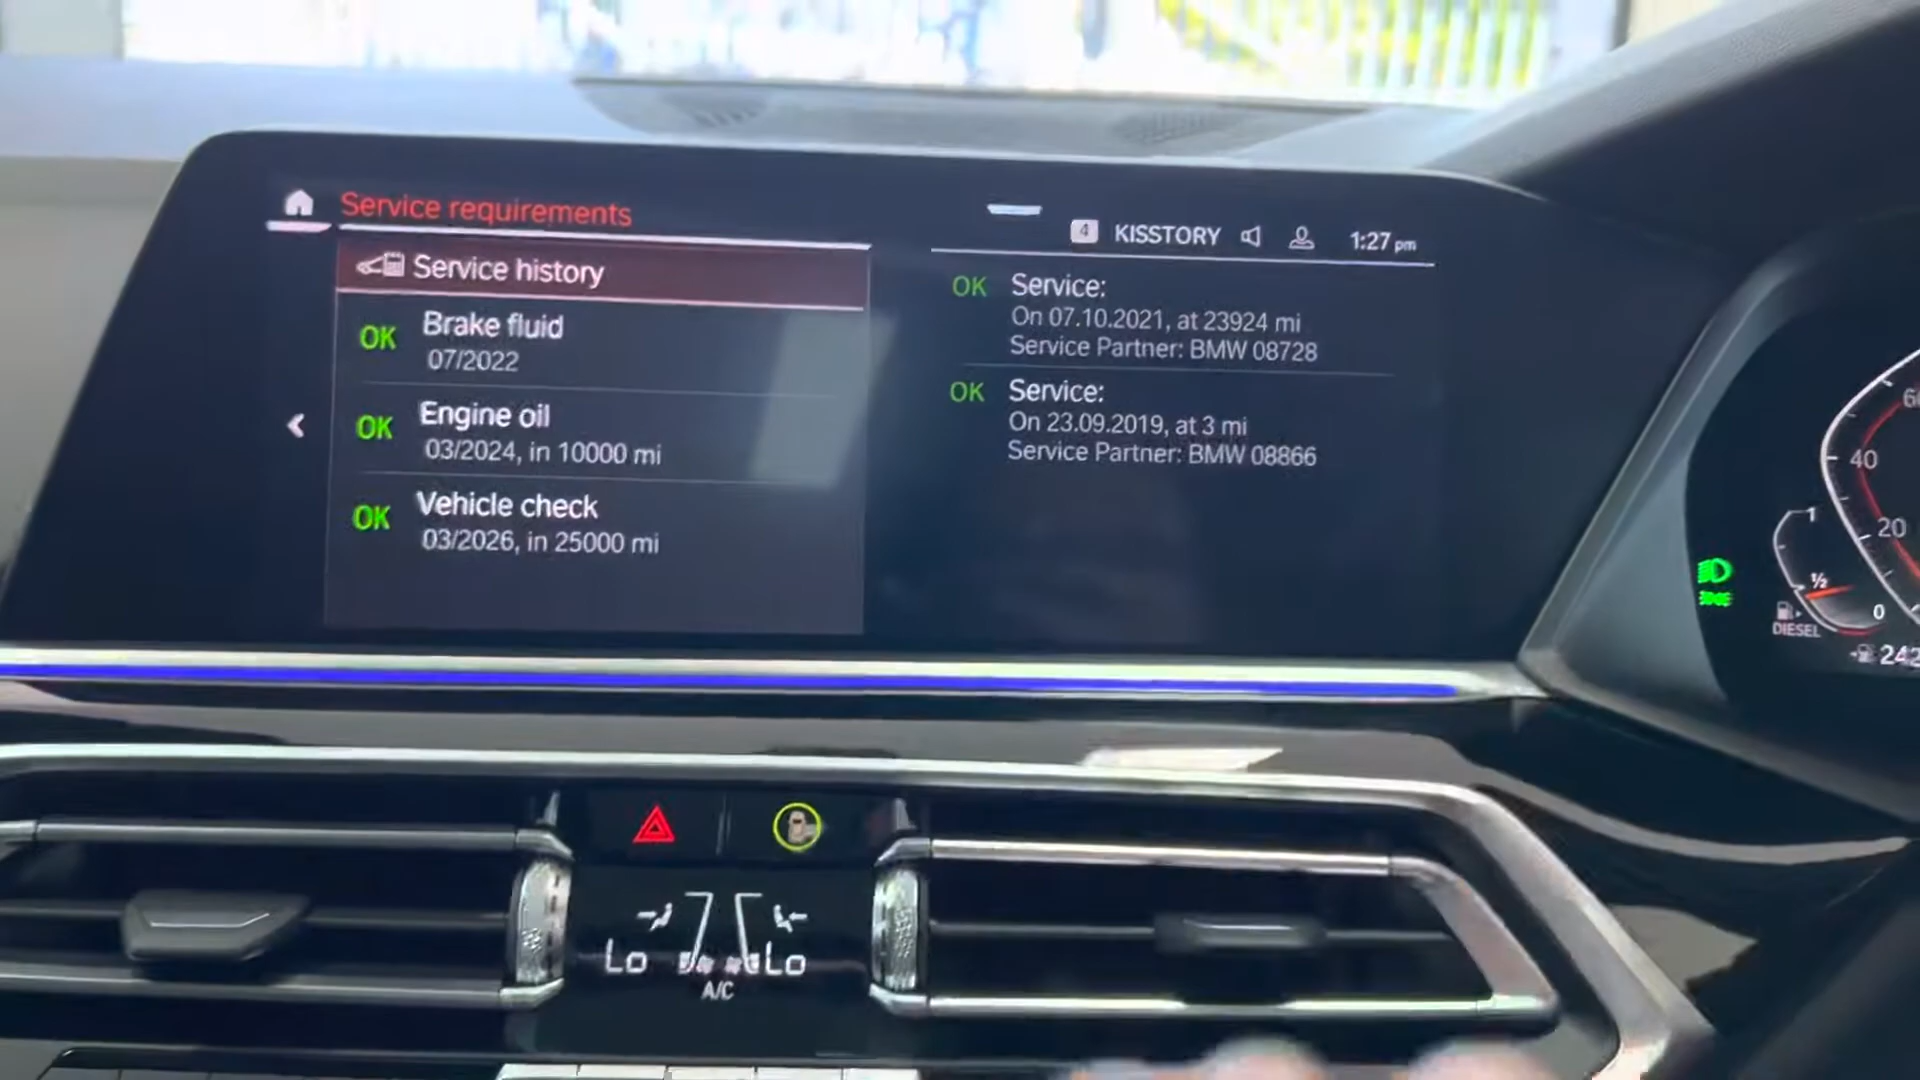 Service requirements
4 KISSTORY 1:27 pm
Service history
OK Brake fluid
07/2022
OK Engine oil
03/2024, in 10000 mi
OK Vehicle check
03/2026, in 25000 mi
OK Service:
On 07.10.2021, at 23924 mi
Service Partner: BMW 08728
OK Service:
On 23.09.2019, at 3 mi
Service Partner: BMW 08866
40
20
1
½
0
DIESEL
Lo Lo
A/C